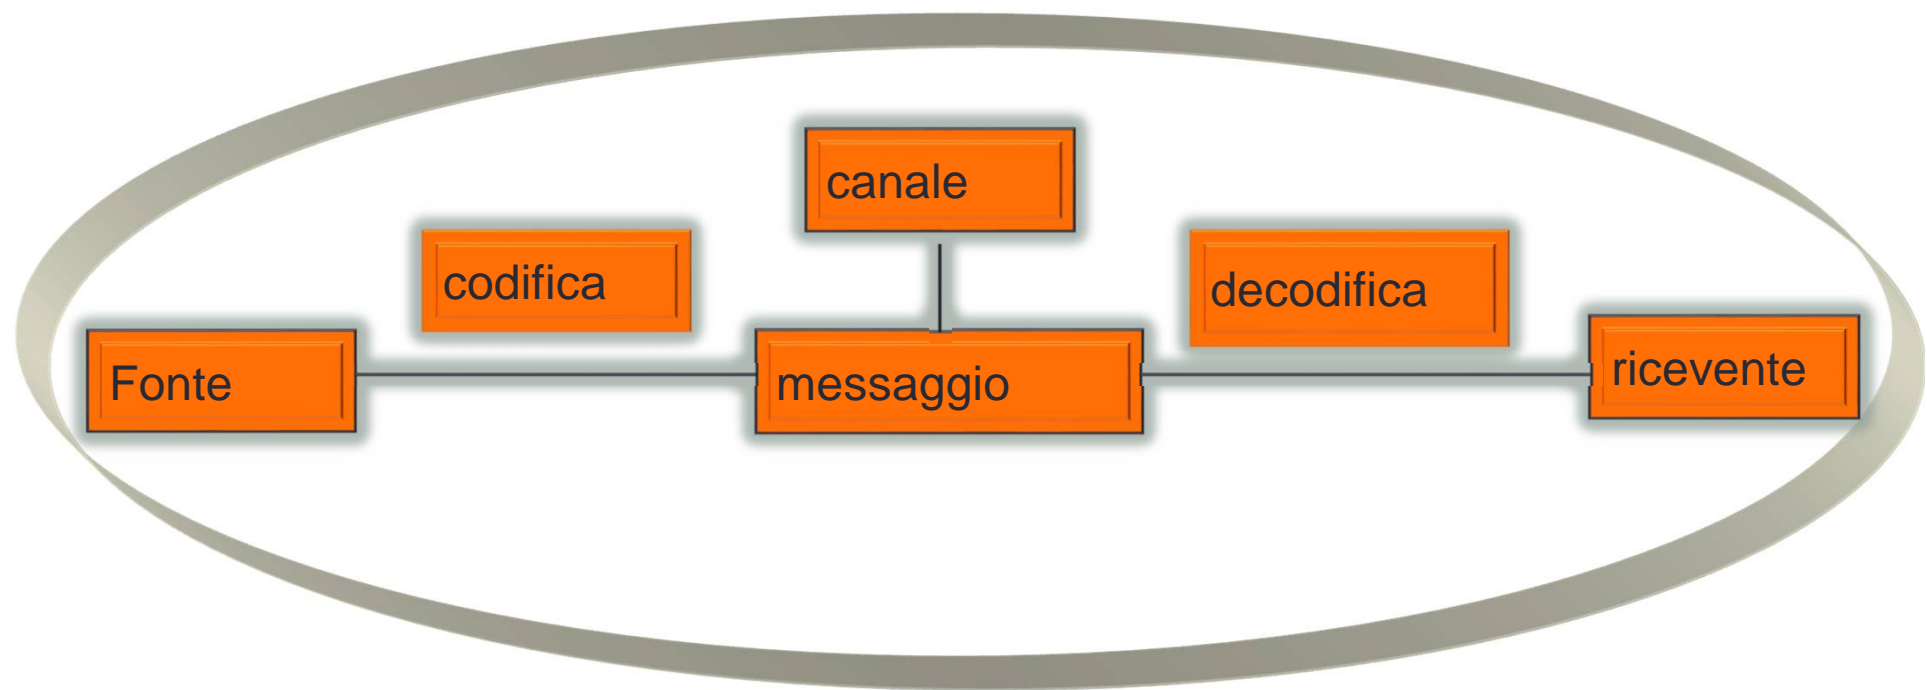 canale
codifica
decodifica
Fonte
messaggio
ricevente